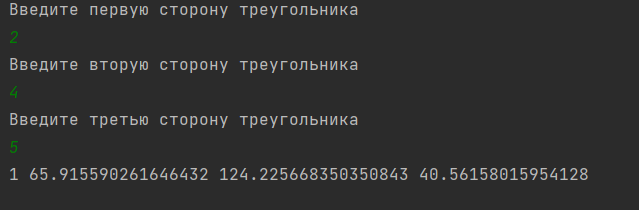 Введите первую сторону треугольника
2
Введите вторую сторону треугольника
4
Введите третью сторону треугольника
5
1 65.915590261646432 124.225668350350843 40.56158015954128